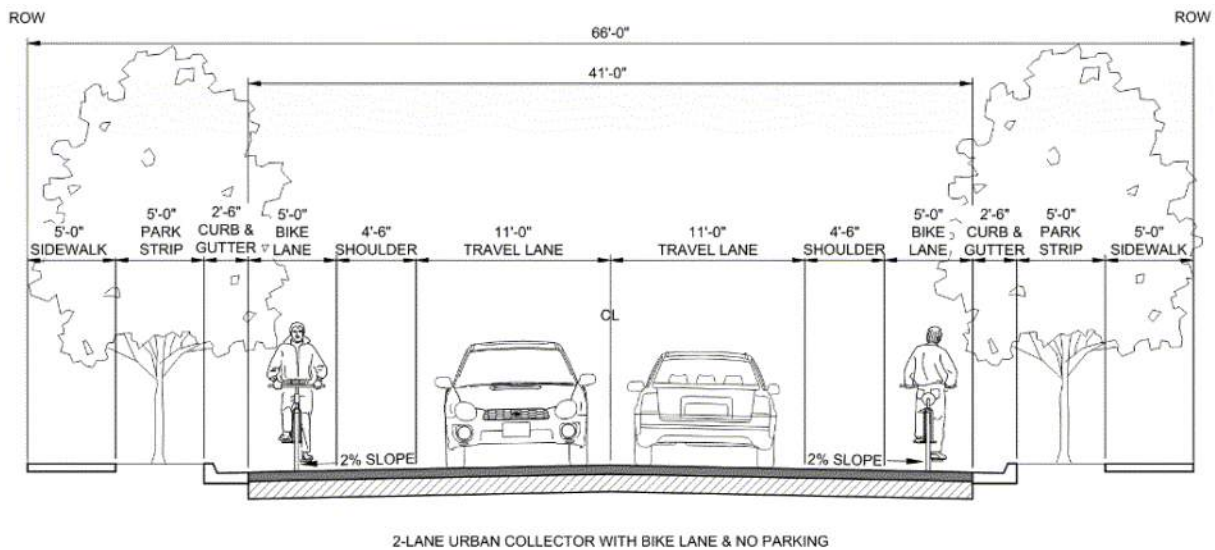 ROW
ROW
66'-0"
41'-0"
5'-0"
SIDEWALK
5'-0"
PARK
STRIP
2'-6"
CURB &
GUTTER
5'-0"
BIKE
LANE
4'-6"
SHOULDER
11'-0"
TRAVEL LANE
11'-0"
TRAVEL LANE
4'-6"
SHOULDER
5'-0"
BIKE
LANE
2'-6"
CURB &
GUTTER
5'-0"
PARK
STRIP
5'-0"
SIDEWALK
CL
2% SLOPE
2% SLOPE
2-LANE URBAN COLLECTOR WITH BIKE LANE & NO PARKING